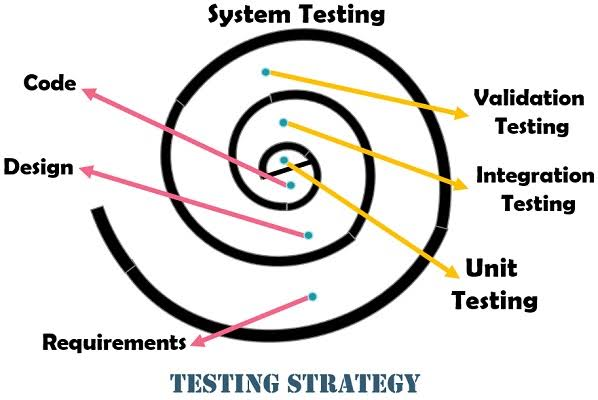 System Testing
Code
Validation
Testing
Design
Integration
Testing
Unit
Testing
Requirements
TESTING STRATEGY